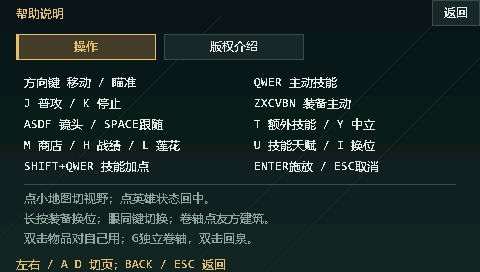 帮助说明
返回
操作
版权介绍
方向键 移动 / 瞄准
QWER 主动技能
J 普攻 / K 停止
ZXCVBN 装备主动
ASDF 镜头 / SPACE跟随
T 额外技能 / Y 中立
M 商店 / H 战绩 / L 莲花
U 技能天赋 / I 换位
SHIFT+QWER 技能加点
ENTER施放 / ESC取消
点小地图切视野；点英雄状态回中。
长按装备换位；眼同键切换；卷轴点友方建筑。
双击物品对自己用；G独立卷轴，双击回泉。
左右 / A D 切页；BACK / ESC 返回